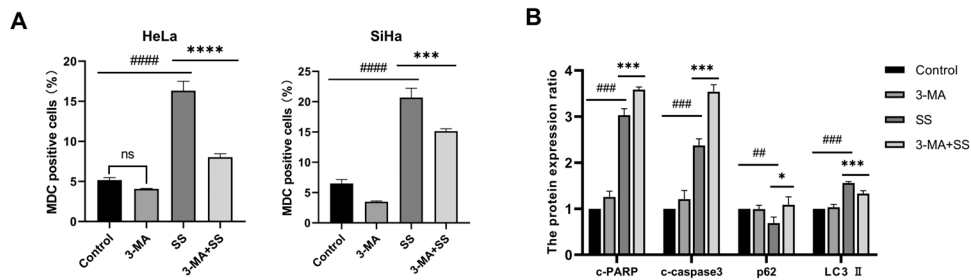 A
HeLa
MDC positive cells (%)
20
15
10
5
0
ns
####
****
Control
3-MA
SS
3-MA+SS
SiHa
MDC positive cells (%)
25
20
15
10
5
0
####
***
Control
3-MA
SS
3-MA+SS
B
The protein expression ratio
4
3
2
1
0
###
***
###
***
##
*
###
***
c-PARP
c-caspase3
p62
LC3 Ⅱ
Control
3-MA
SS
3-MA+SS